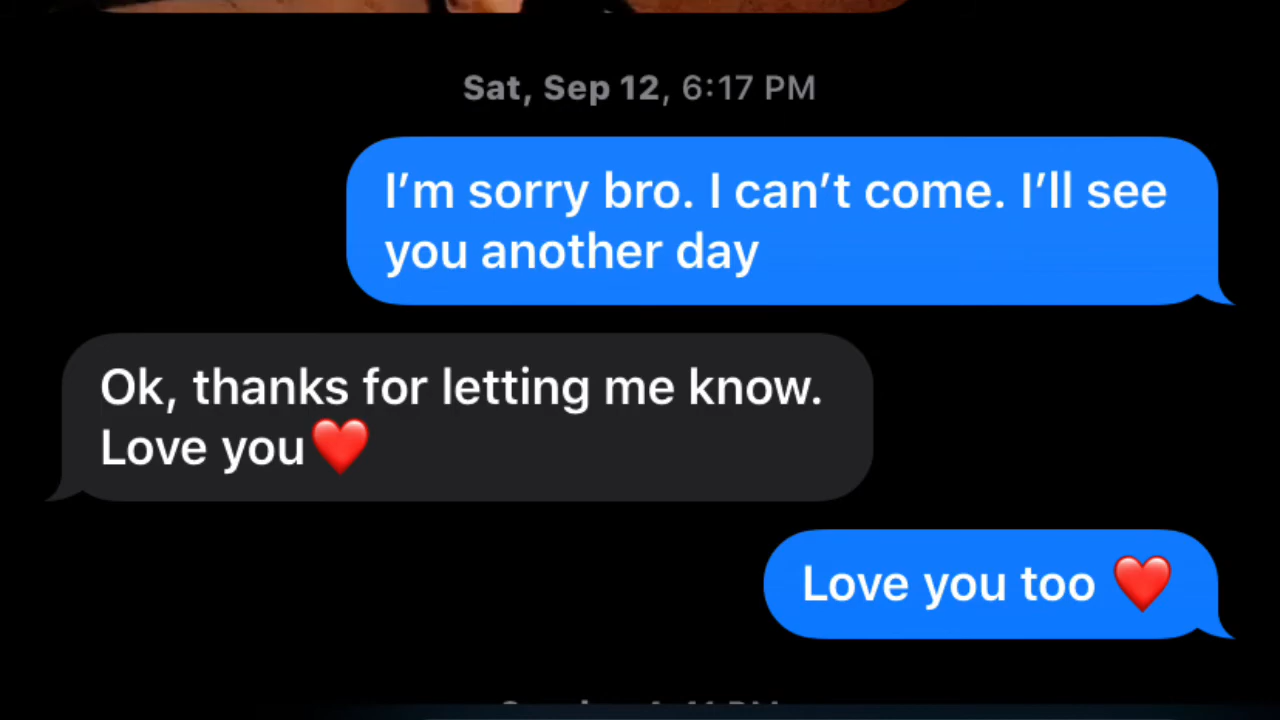 Sat, Sep 12, 6:17 PM
I’m sorry bro. I can’t come. I’ll see
you another day
Ok, thanks for letting me know.
Love you❤️
Love you too ❤️